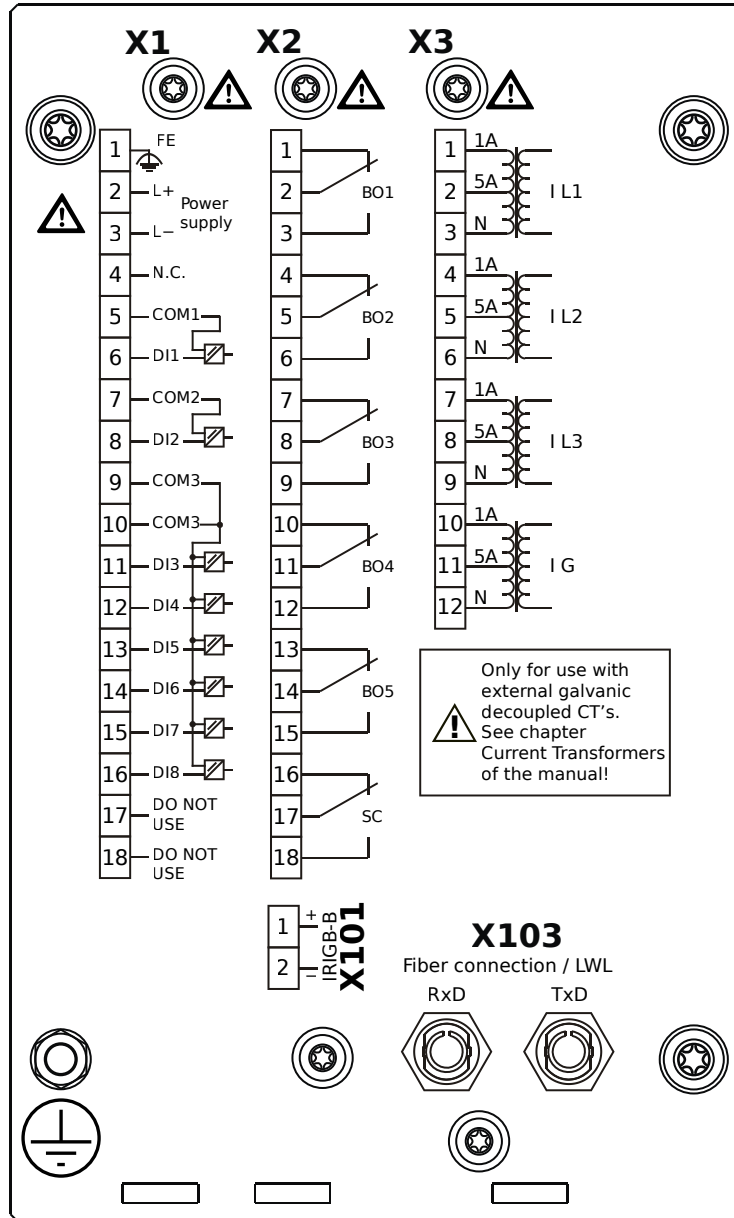 X1
X2
X3
1 FE
2 L+
Power
supply
3 L−
4 N.C.
5 COM1
6 DI1
7 COM2
8 DI2
9 COM3
10 COM3
11 DI3
12 DI4
13 DI5
14 DI6
15 DI7
16 DI8
17 DO NOT
USE
18 DO NOT
USE
1
2 BO1
3
4
5 BO2
6
7
8 BO3
9
10
11 BO4
12
13
14 BO5
15
16
17 SC
18
1 1A
2 5A I L1
3 N
4 1A
5 5A I L2
6 N
7 1A
8 5A I L3
9 N
10 1A
11 5A I G
12 N
Only for use with
external galvanic
decoupled CT’s.
See chapter
Current Transformers
of the manual!
1 +
2 −
IRIGB-B
X101
X103
Fiber connection / LWL
RxD TxD